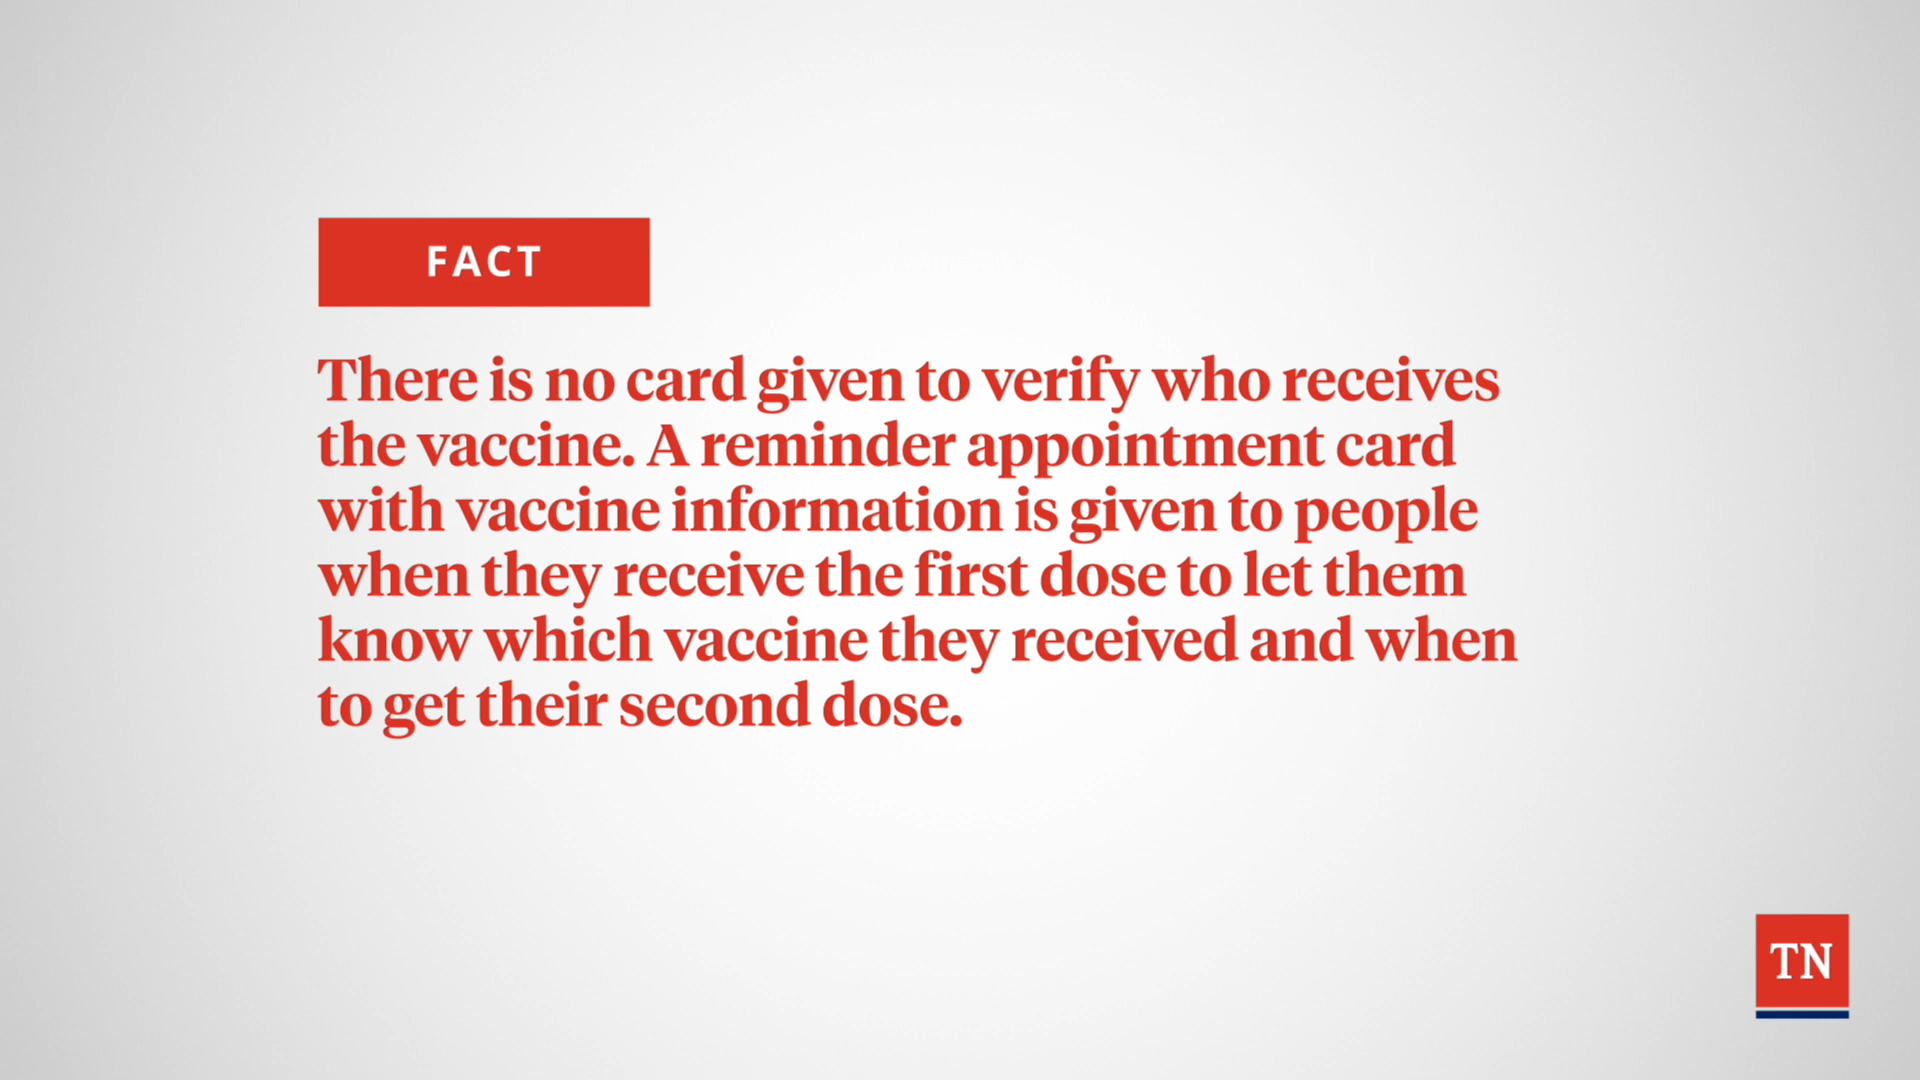 FACT
There is no card given to verify who receives
the vaccine. A reminder appointment card
with vaccine information is given to people
when they receive the first dose to let them
know which vaccine they received and when
to get their second dose.
TN